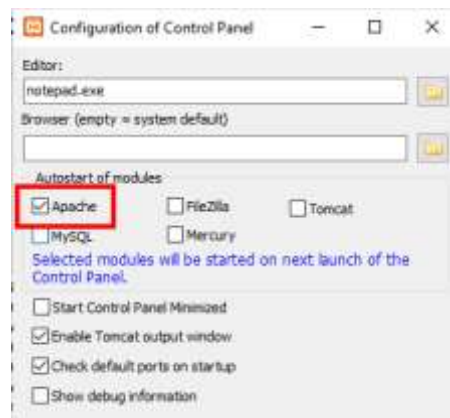 Configuration of Control Panel
Editor:
notepad.exe
Browser (empty = system default)
Autostart of modules
Apache FileZilla Tomcat
MySQL Mercury
Selected modules will be started on next launch of the
Control Panel.
Start Control Panel Minimized
Enable Tomcat output window
Check default ports on startup
Show debug information